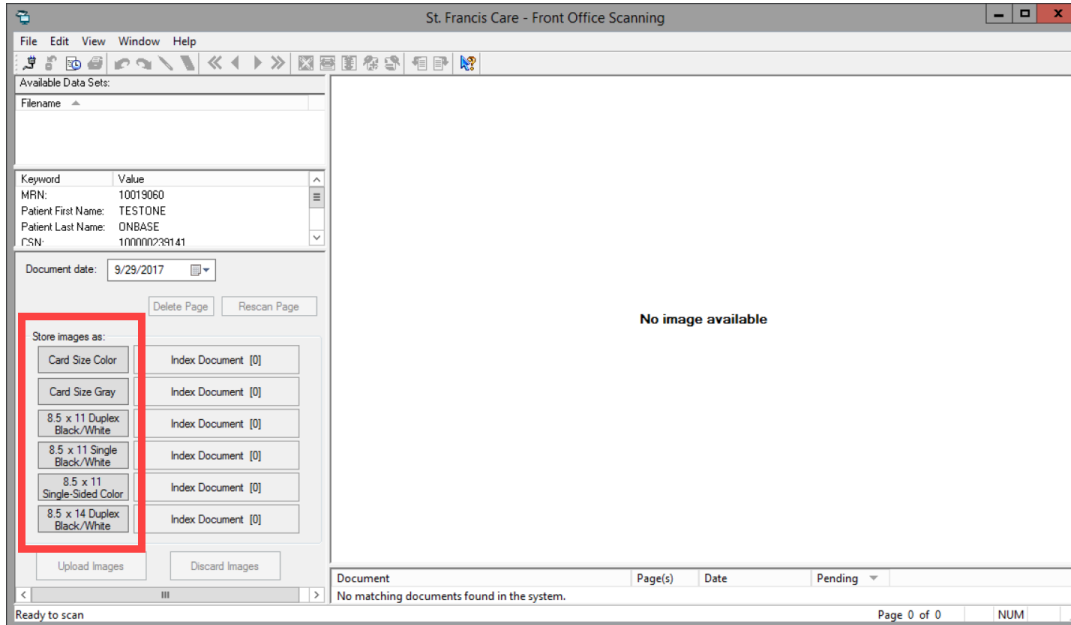 St. Francis Care - Front Office Scanning
File Edit View Window Help
Available Data Sets:
Filename
Keyword Value
MRN: 10019060
Patient First Name: TESTONE
Patient Last Name: ONBASE
CSN: 100000239141
Document date: 9/29/2017
Delete Page Rescan Page
Store images as:
Card Size Color Index Document [0]
Card Size Gray Index Document [0]
8.5 x 11 Duplex
Black/White
Index Document [0]
8.5 x 11 Single
Black/White
Index Document [0]
8.5 x 11
Single-Sided Color
Index Document [0]
8.5 x 14 Duplex
Black/White
Index Document [0]
Upload Images Discard Images
No image available
Document Page(s) Date Pending
No matching documents found in the system.
Ready to scan Page 0 of 0 NUM